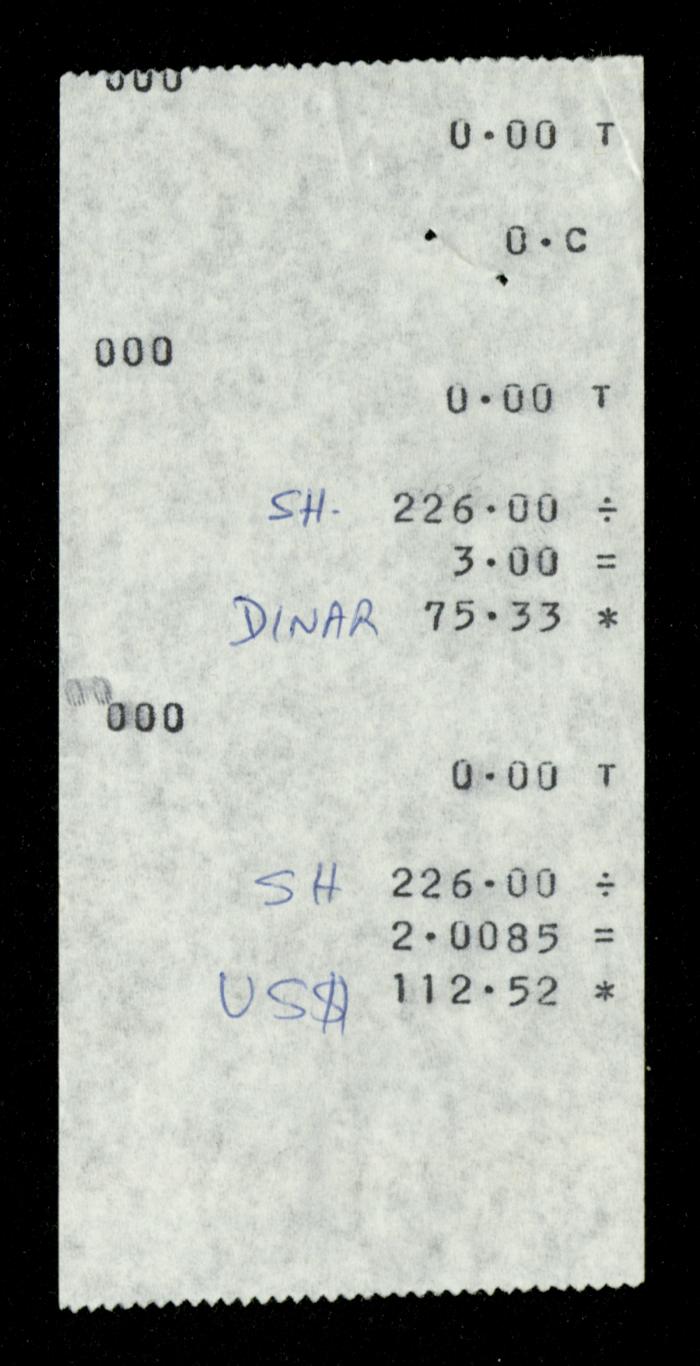 000
0.00 T
0.C
000
0.00 T
SH. 226.00 ÷
3.00 =
DINAR 75.33 *
00
000
0.00 T
SH 226.00 ÷
2.0085 =
US$ 112.52 *